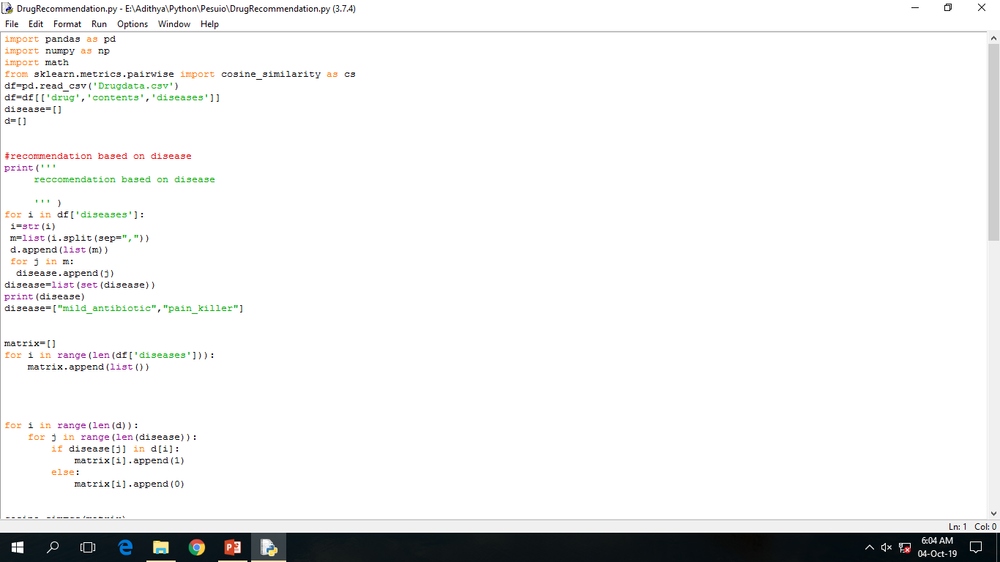 DrugRecommendation.py - E:\Adithya\Python\Pesuio\DrugRecommendation.py (3.7.4)
File Edit Format Run Options Window Help
import pandas as pd
import numpy as np
import math
from sklearn.metrics.pairwise import cosine_similarity as cs
df=pd.read_csv('Drugdata.csv')
df=df[['drug','contents','diseases']]
disease=[]
d=[]
#recommendation based on disease
print('''
     reccomendation based on disease
     ''' )
for i in df['diseases']:
 i=str(i)
 m=list(i.split(sep=","))
 d.append(list(m))
 for j in m:
  disease.append(j)
disease=list(set(disease))
print(disease)
disease=["mild_antibiotic","pain_killer"]
matrix=[]
for i in range(len(df['diseases'])):
    matrix.append(list())
for i in range(len(d)):
    for j in range(len(disease)):
        if disease[j] in d[i]:
            matrix[i].append(1)
        else:
            matrix[i].append(0)
Ln: 1 Col: 0
6:04 AM
04-Oct-19